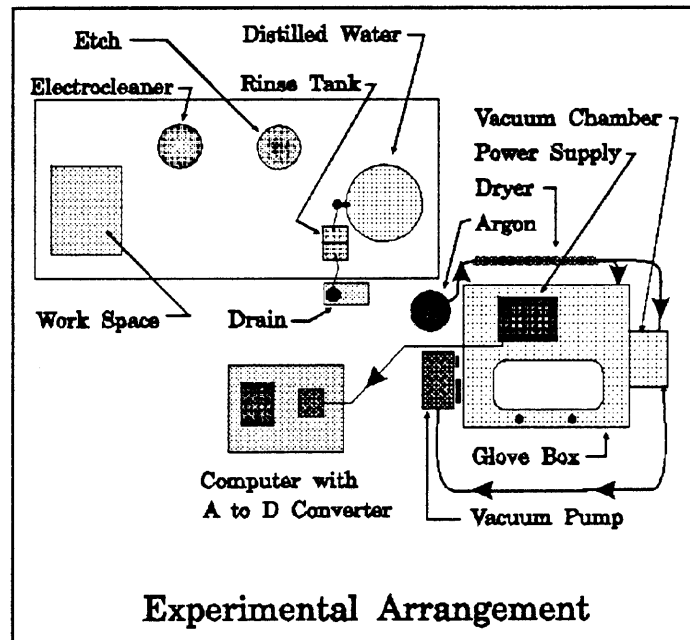 Etch
Distilled Water
Electrocleaner
Rinse Tank
Vacuum Chamber
Power Supply
Dryer
Argon
Work Space
Drain
Glove Box
Computer with
A to D Converter
Vacuum Pump
Experimental Arrangement